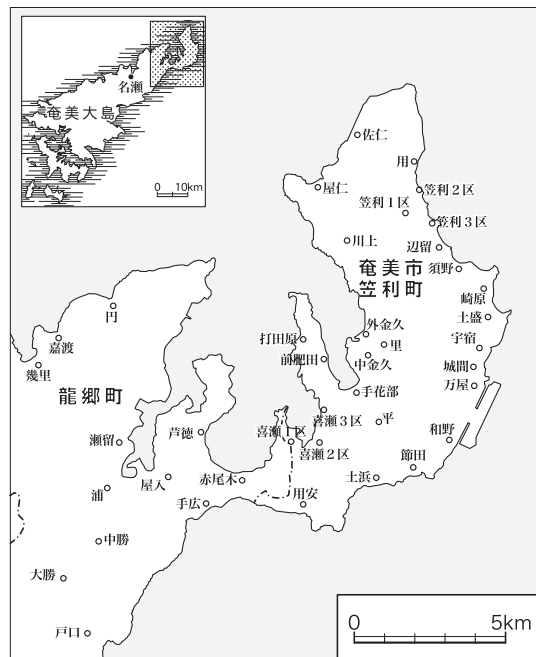 名瀬
奄美大島
0 10km
佐仁
用
屋仁
笠利2区
笠利1区
笠利3区
川上
辺留
奄美市
笠利町
須野
崎原
円
土盛
外金久
打田原
里
宇宿
嘉渡
前肥田
中金久
城間
幾里
万屋
龍郷町
手花部
喜瀬3区
平
芦徳
喜瀬1区
和野
瀬留
喜瀬2区
節田
屋入
赤尾木
土浜
浦
手広
用安
中勝
大勝
戸口
0 5km